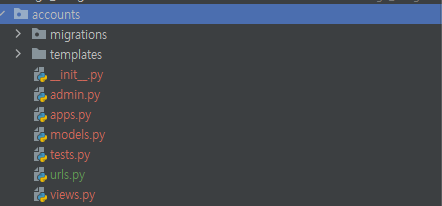 accounts
migrations
templates
__init__.py
admin.py
apps.py
models.py
tests.py
urls.py
views.py